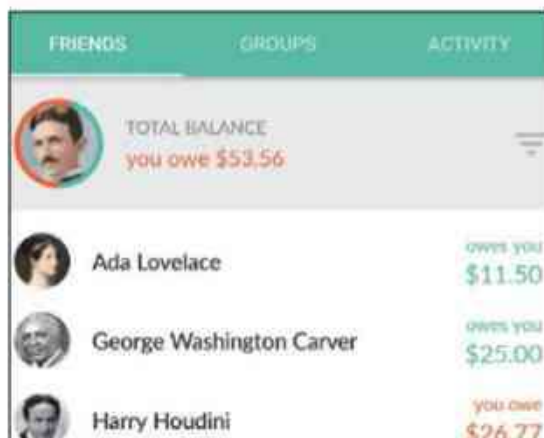 FRIENDS GROUPS ACTIVITY
TOTAL BALANCE
you owe $53.56
Ada Lovelace
owes you
$11.50
George Washington Carver
owes you
$25.00
Harry Houdini
you owe
$26.77